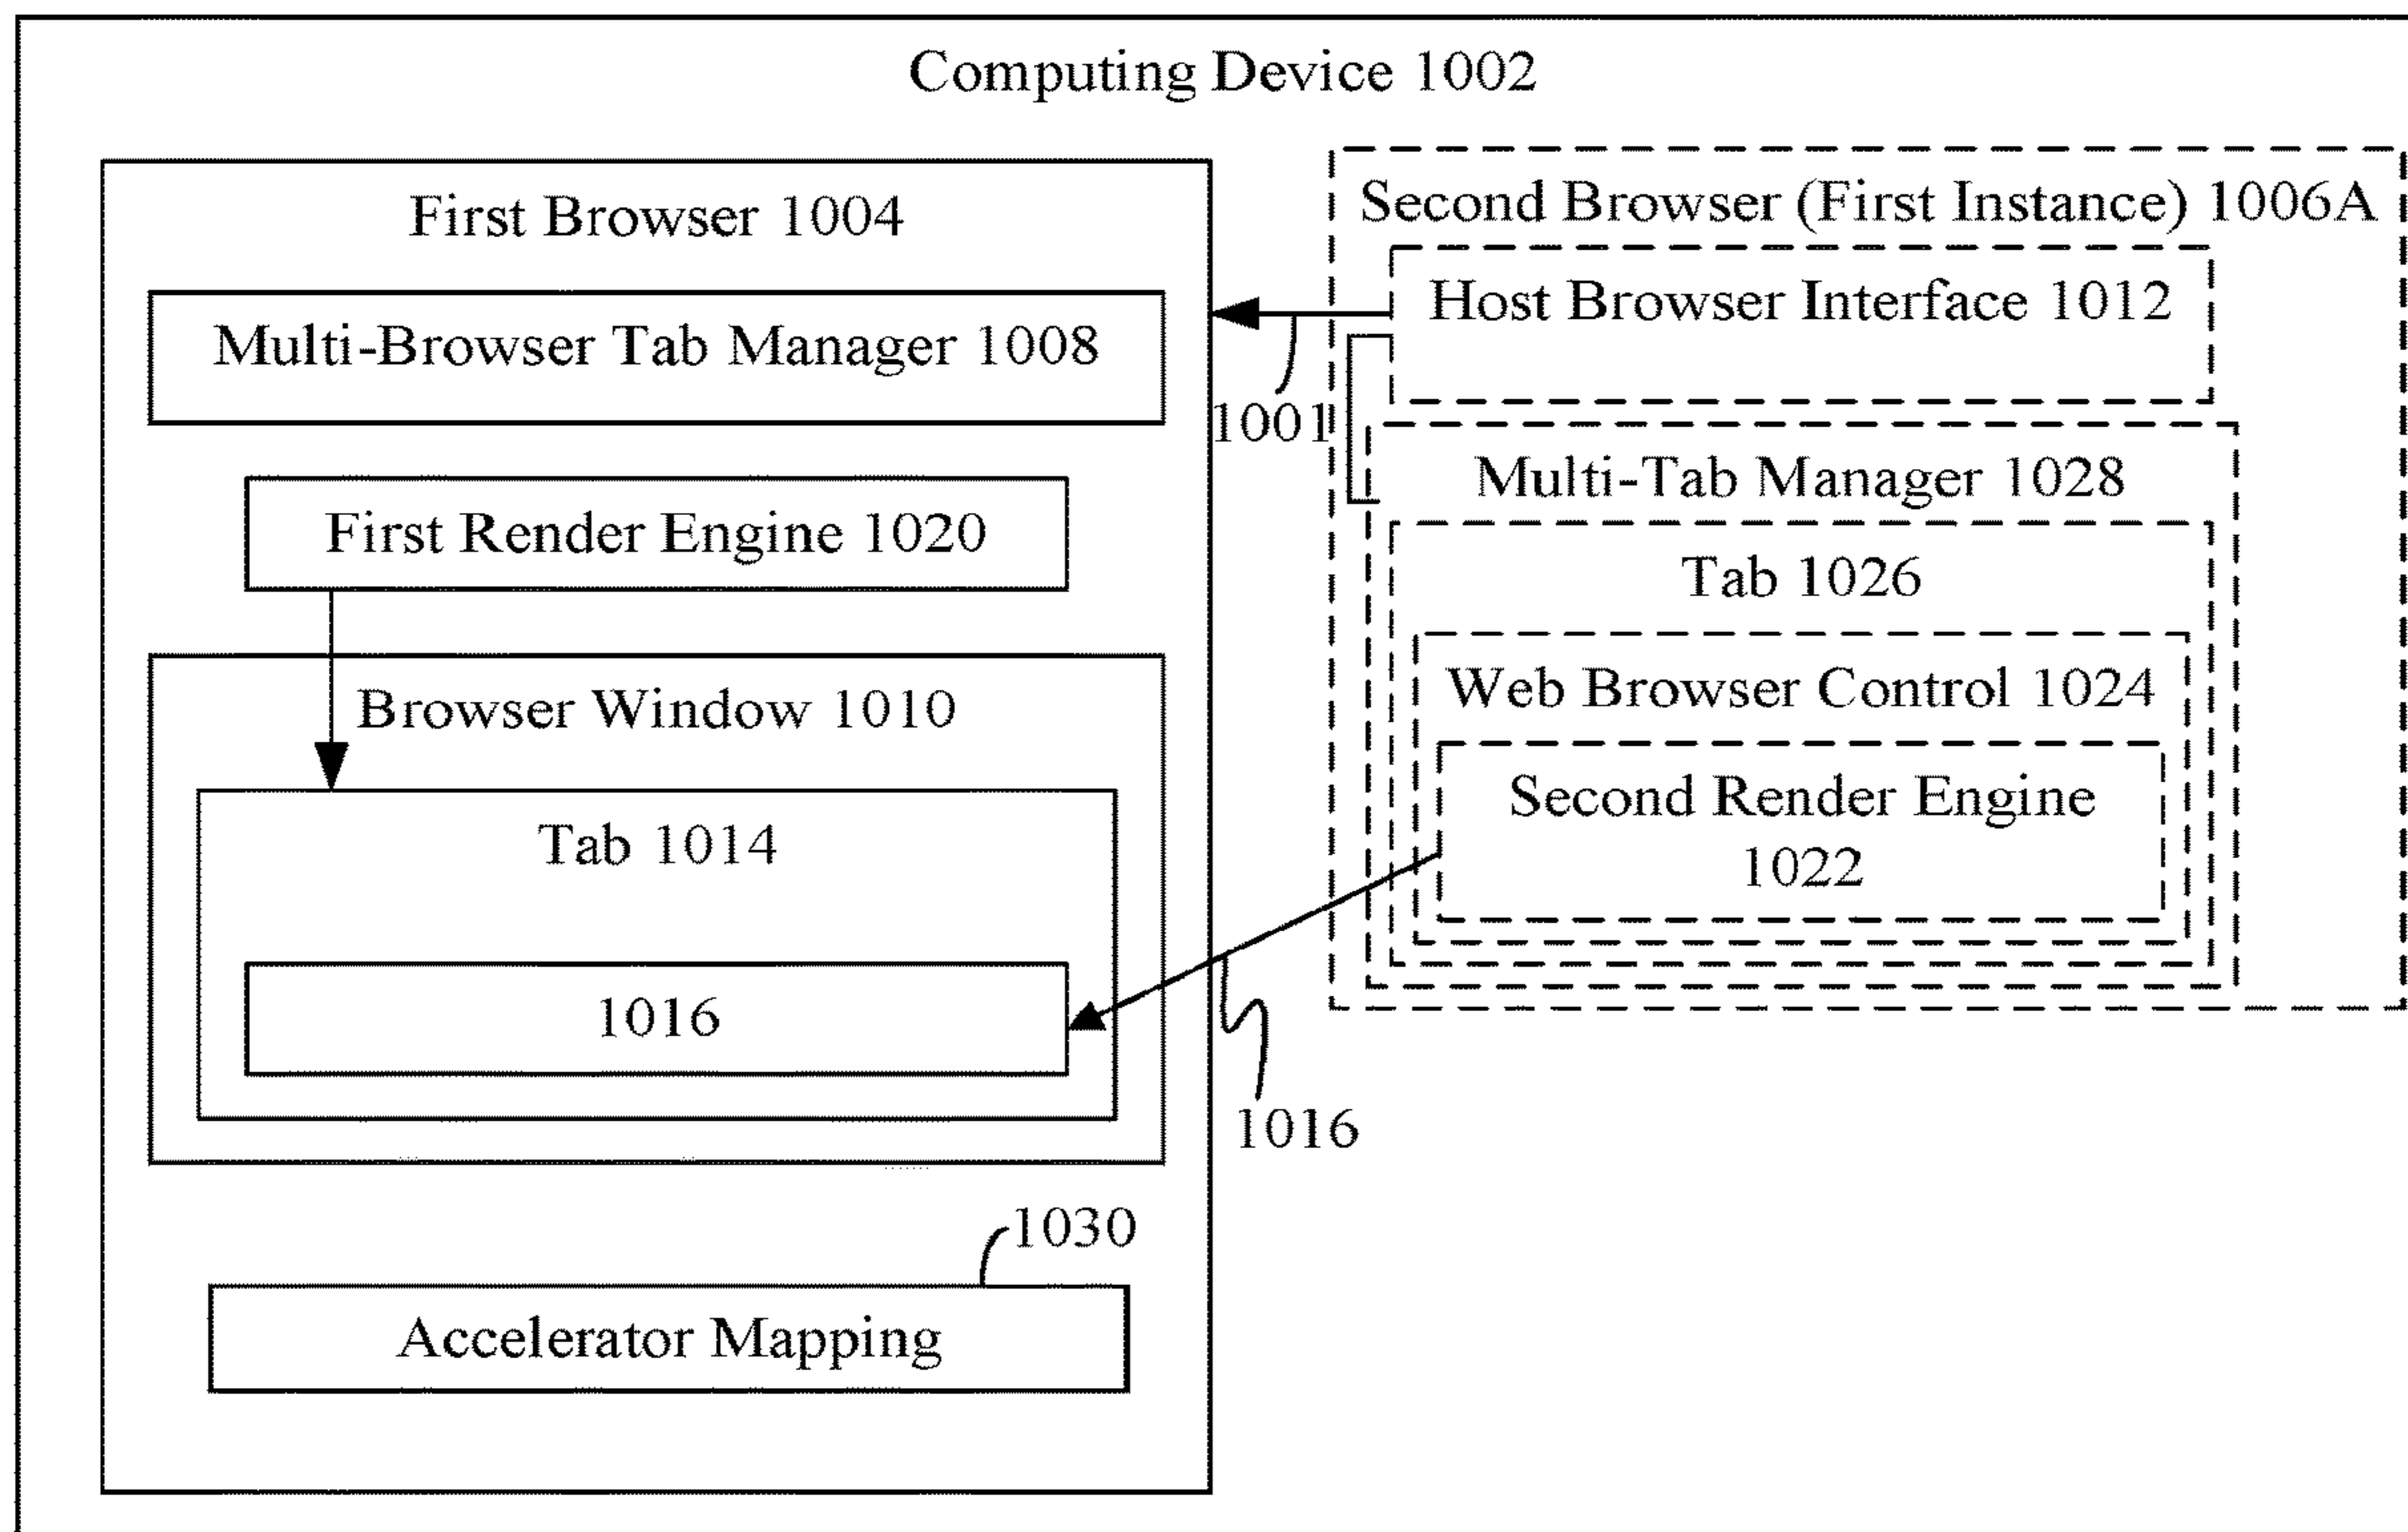 Computing Device 1002
First Browser 1004
Multi-Browser Tab Manager 1008
First Render Engine 1020
Browser Window 1010
Tab 1014
1016
1030
Accelerator Mapping
1001
1016
Second Browser (First Instance) 1006A
Host Browser Interface 1012
Multi-Tab Manager 1028
Tab 1026
Web Browser Control 1024
Second Render Engine
1022